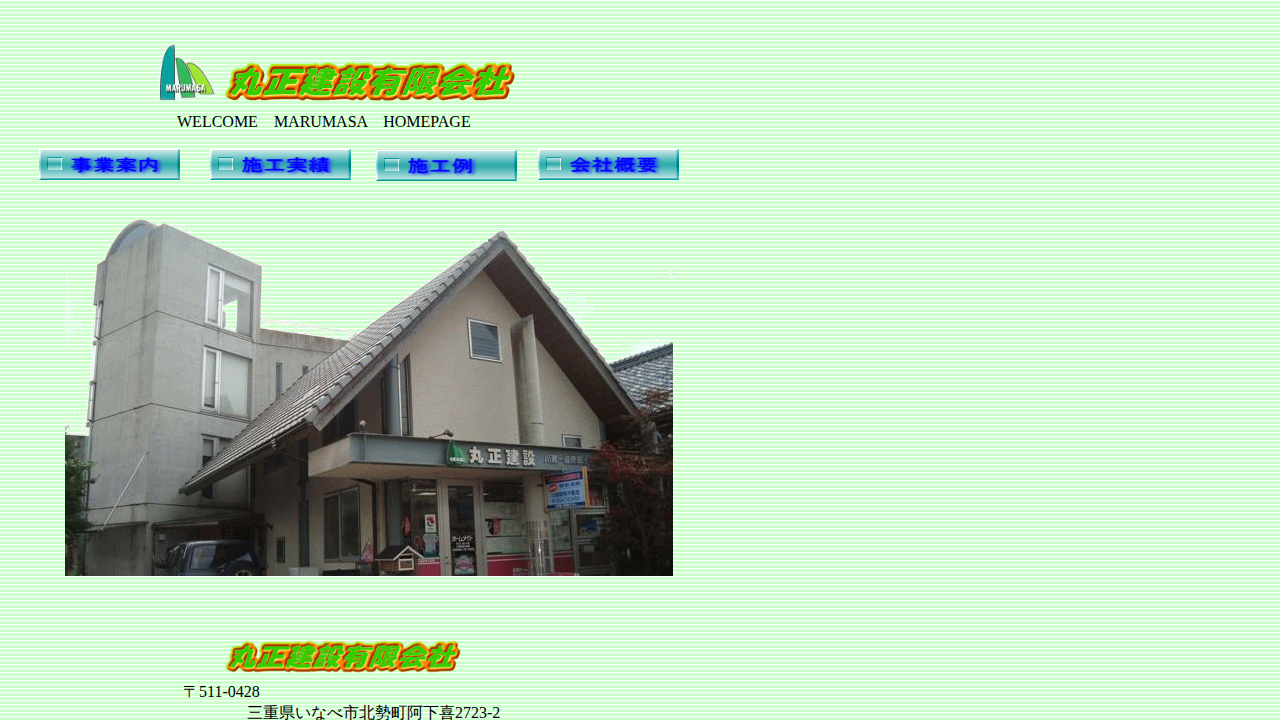 MARUMASA
丸正建設有限会社
WELCOME MARUMASA HOMEPAGE
事業案内 施工実績 施工例 会社概要
丸正建設
丸正建設有限会社
〒511-0428
三重県いなべ市北勢町阿下喜2723-2